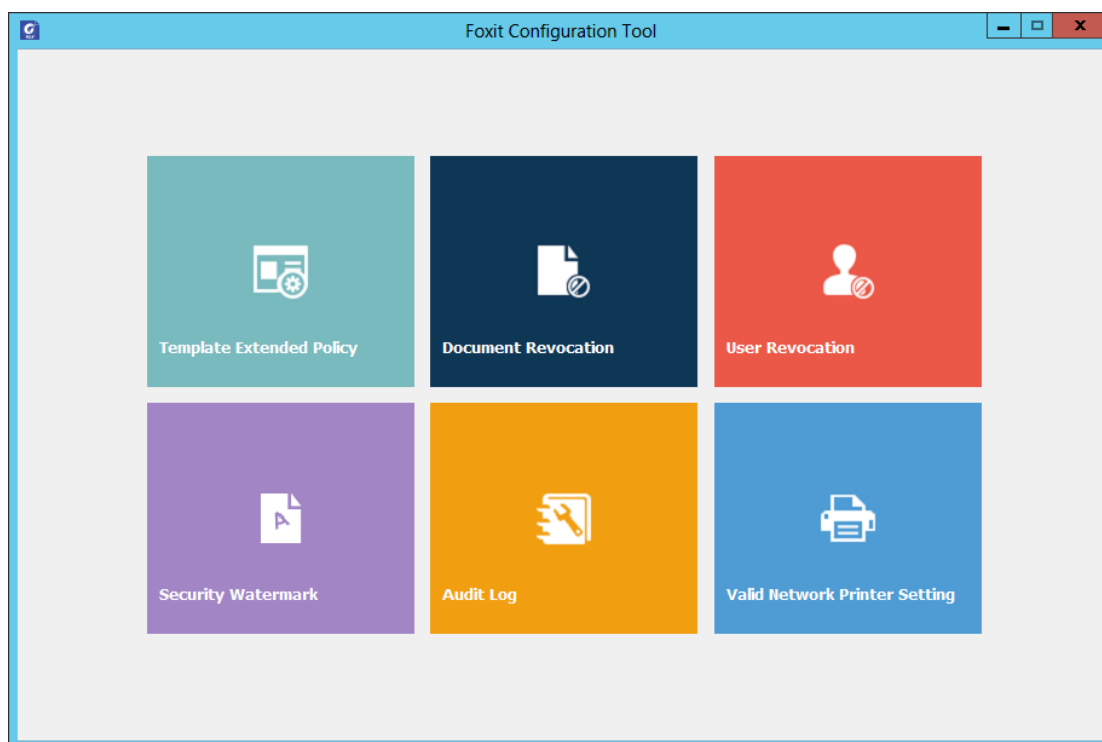 Foxit Configuration Tool
Template Extended Policy
Document Revocation
User Revocation
Security Watermark
Audit Log
Valid Network Printer Setting